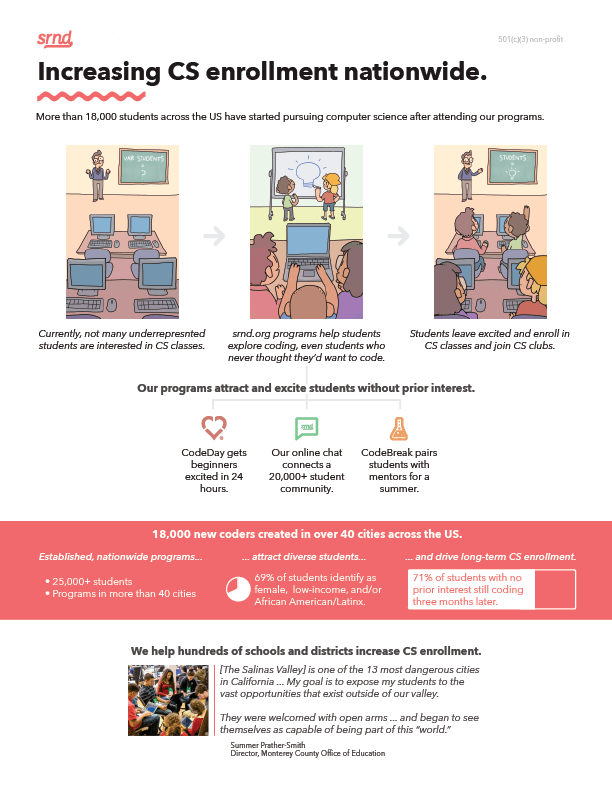 srnd
501(c)(3) non-profit
Increasing CS enrollment nationwide.
More than 18,000 students across the US have started pursuing computer science after attending our programs.
VAR STUDENTS
=
STUDENTS
=
Currently, not many underrepresnted
students are interested in CS classes.
srnd.org programs help students
explore coding, even students who
never thought they’d want to code.
Students leave excited and enroll in
CS classes and join CS clubs.
Our programs attract and excite students without prior interest.
srnd
CodeDay gets
beginners
excited in 24
hours.
Our online chat
connects a
20,000+ student
community.
CodeBreak pairs
students with
mentors for a
summer.
18,000 new coders created in over 40 cities across the US.
Established, nationwide programs...
... attract diverse students...
... and drive long-term CS enrollment.
• 25,000+ students
• Programs in more than 40 cities
69% of students identify as
female, low-income, and/or
African American/Latinx.
71% of students with no
prior interest still coding
three months later.
We help hundreds of schools and districts increase CS enrollment.
[The Salinas Valley] is one of the 13 most dangerous cities
in California ... My goal is to expose my students to the
vast opportunities that exist outside of our valley.
They were welcomed with open arms ... and began to see
themselves as capable of being part of this “world.”
Summer Prather-Smith
Director, Monterey County Office of Education